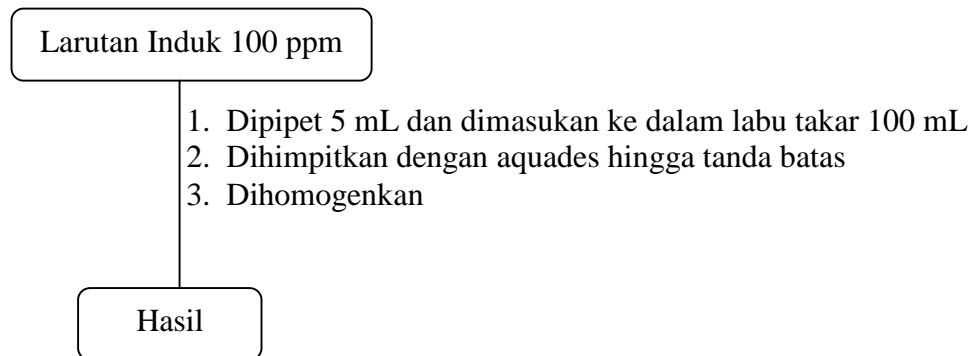 Larutan Induk 100 ppm
1. Dipipet 5 mL dan dimasukan ke dalam labu takar 100 mL
2. Dihimpitkan dengan aquades hingga tanda batas
3. Dihomogenkan
Hasil